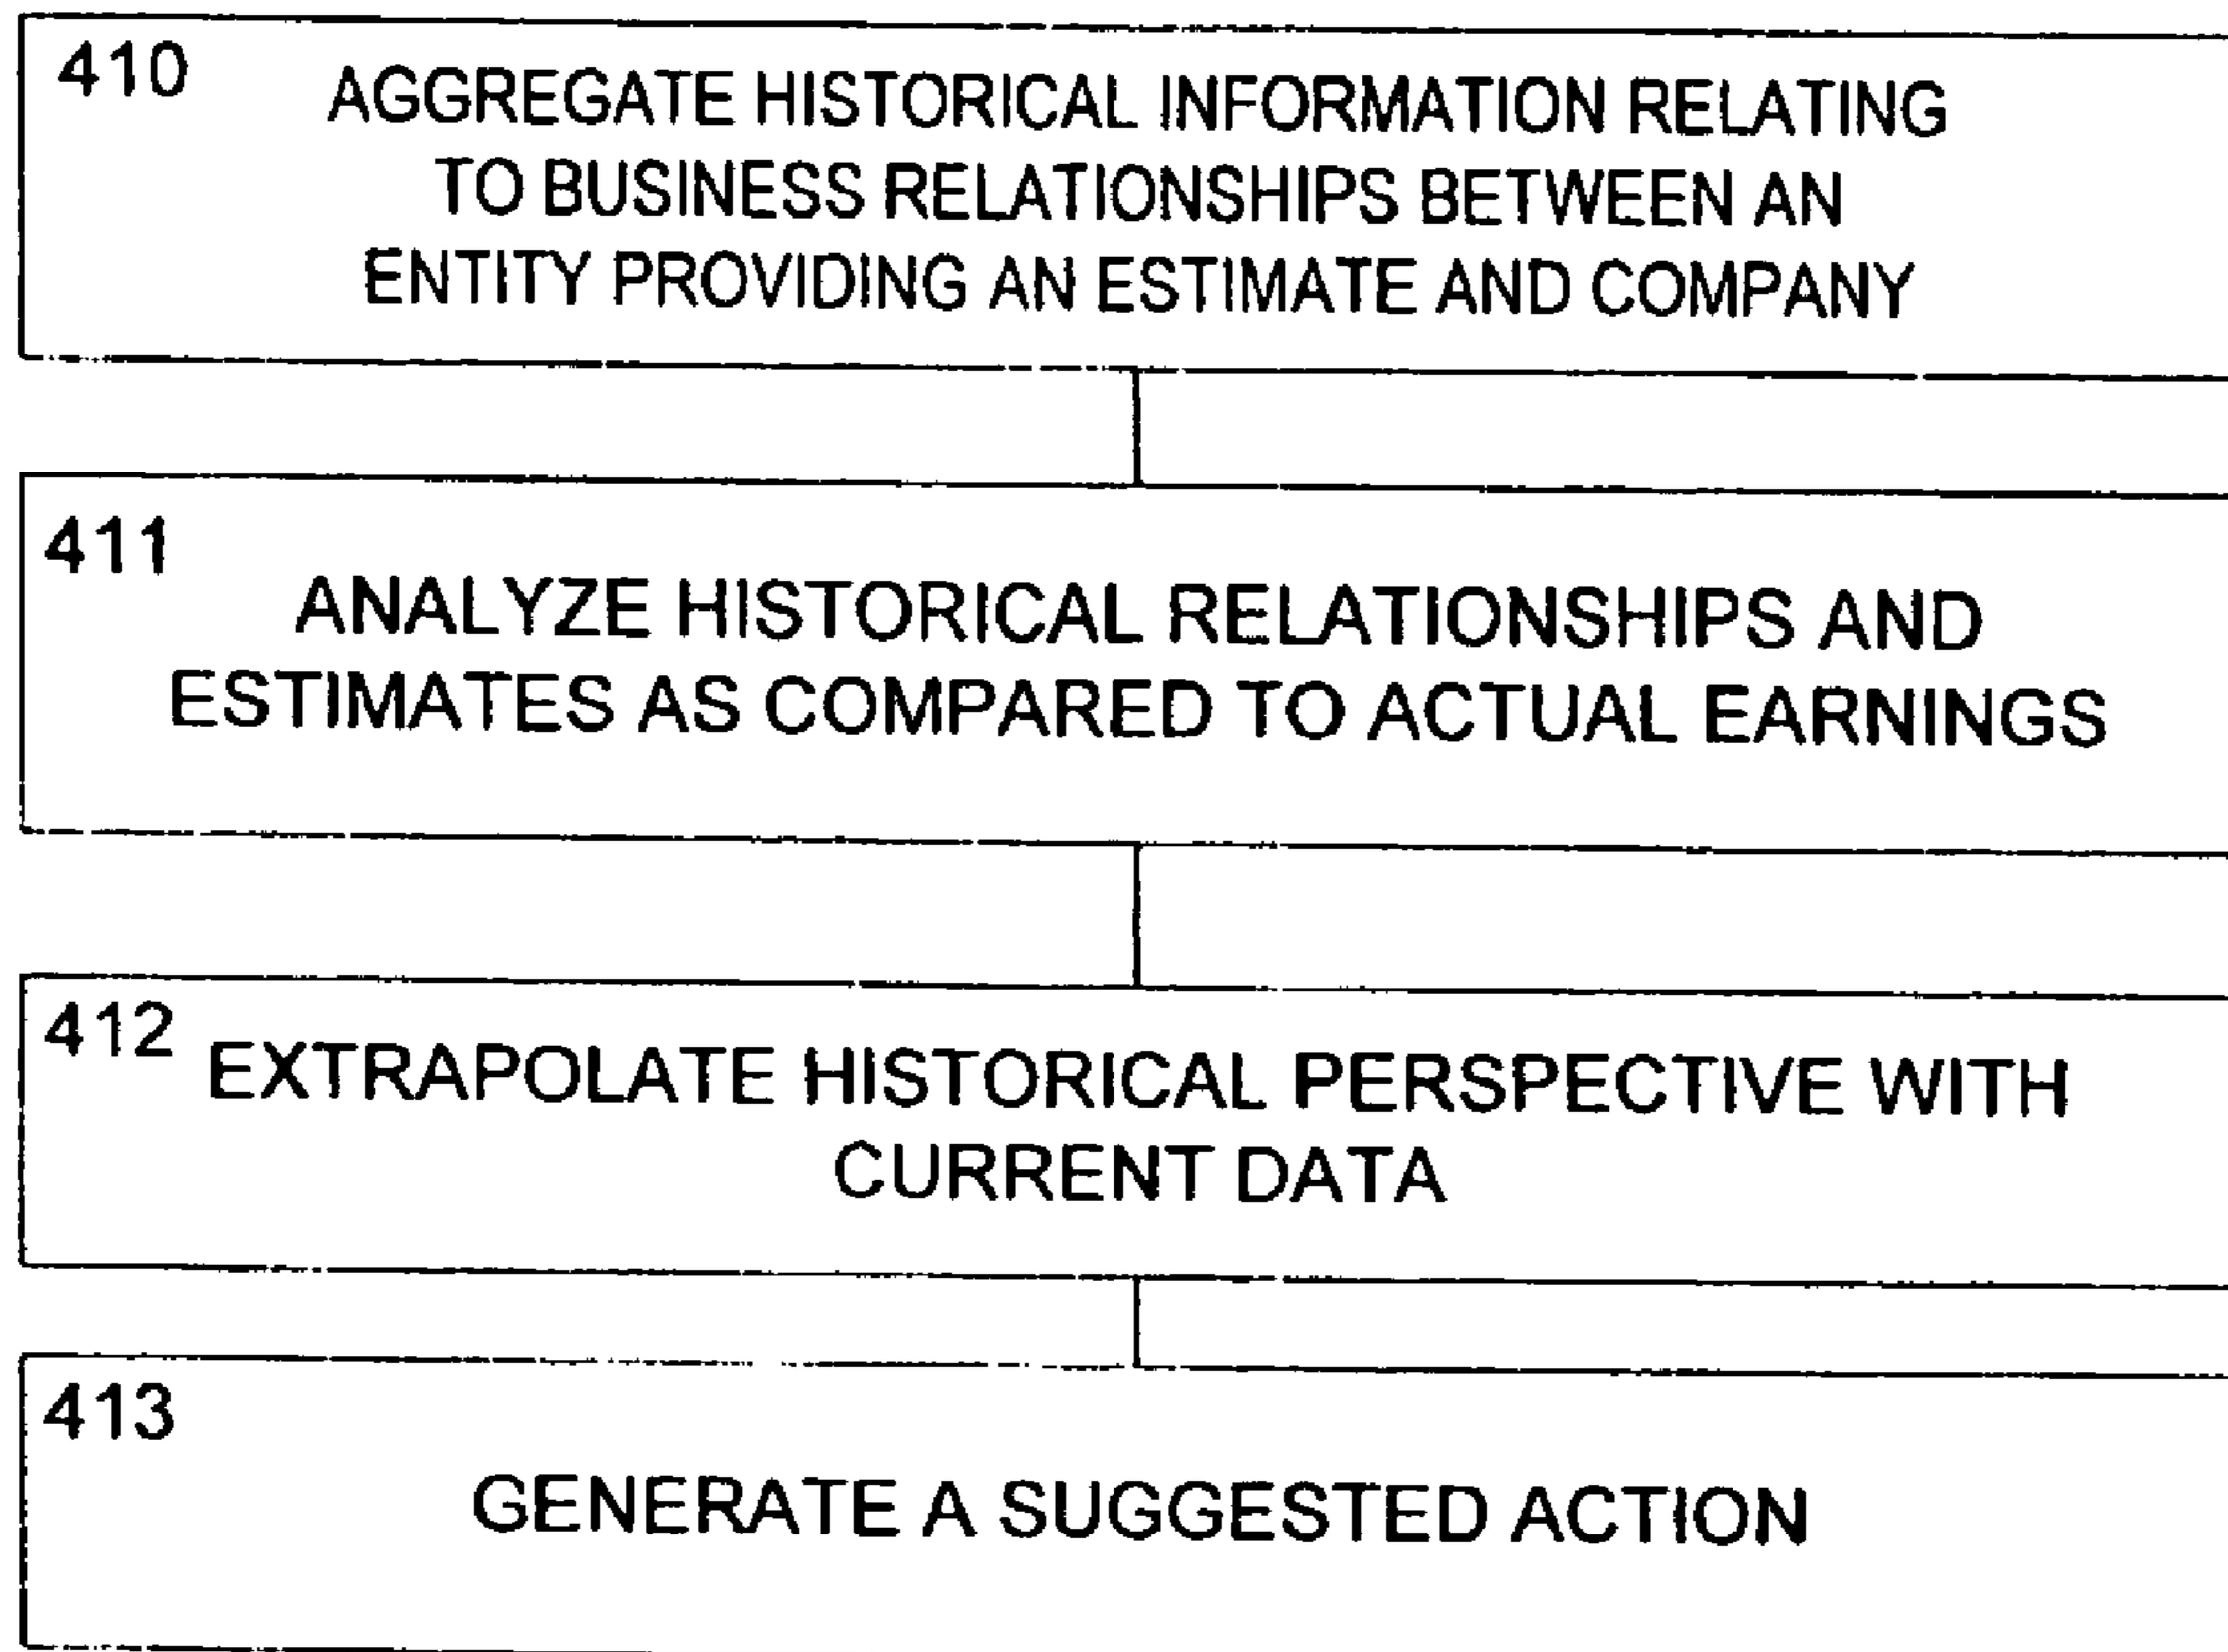 410
AGGREGATE HISTORICAL INFORMATION RELATING
TO BUSINESS RELATIONSHIPS BETWEEN AN
ENTITY PROVIDING AN ESTIMATE AND COMPANY
411
ANALYZE HISTORICAL RELATIONSHIPS AND
ESTIMATES AS COMPARED TO ACTUAL EARNINGS
412
EXTRAPOLATE HISTORICAL PERSPECTIVE WITH
CURRENT DATA
413
GENERATE A SUGGESTED ACTION